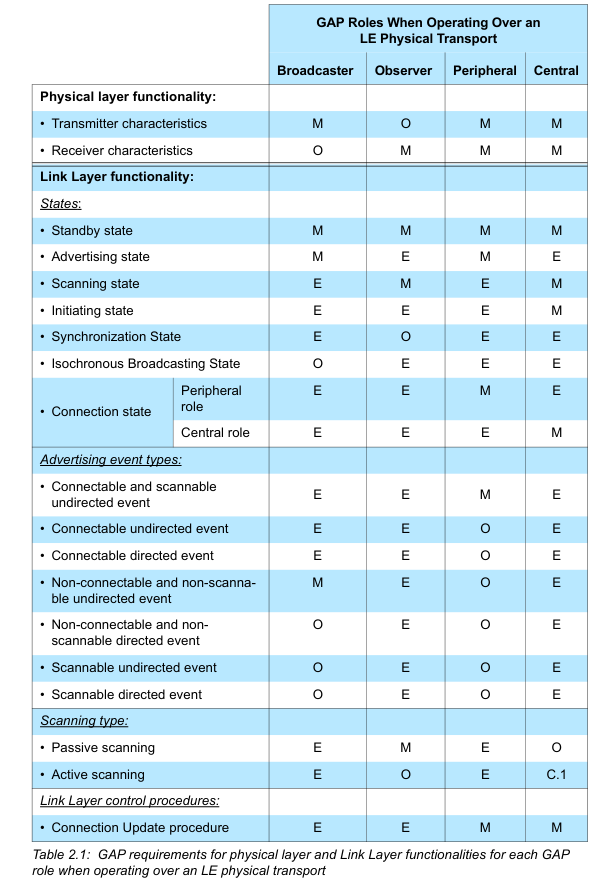 GAP Roles When Operating Over an
LE Physical Transport
Broadcaster Observer Peripheral Central
Physical layer functionality:
• Transmitter characteristics M O M M
• Receiver characteristics O M M M
Link Layer functionality:
States:
• Standby state M M M M
• Advertising state M E M E
• Scanning state E M E M
• Initiating state E E E M
• Synchronization State E O E E
• Isochronous Broadcasting State O E E E
• Connection state
Peripheral
role
E E M E
Central role E E E M
Advertising event types:
• Connectable and scannable
undirected event
E E M E
• Connectable undirected event E E O E
• Connectable directed event E E O E
• Non-connectable and non-scanna-
ble undirected event
M E O E
• Non-connectable and non-
scannable directed event
O E O E
• Scannable undirected event O E O E
• Scannable directed event O E O E
Scanning type:
• Passive scanning E M E O
• Active scanning E O E C.1
Link Layer control procedures:
• Connection Update procedure E E M M
Table 2.1: GAP requirements for physical layer and Link Layer functionalities for each GAP
role when operating over an LE physical transport